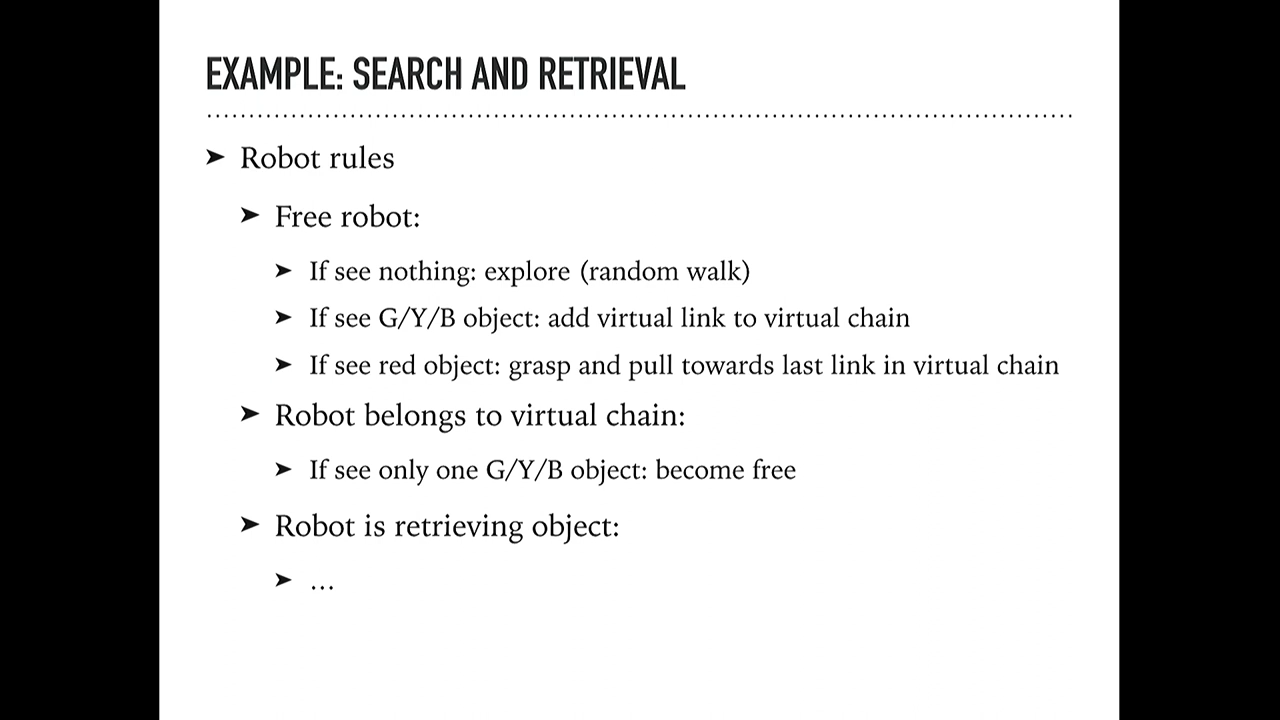 EXAMPLE: SEARCH AND RETRIEVAL
➤ Robot rules
➤ Free robot:
➤ If see nothing: explore (random walk)
➤ If see G/Y/B object: add virtual link to virtual chain
➤ If see red object: grasp and pull towards last link in virtual chain
➤ Robot belongs to virtual chain:
➤ If see only one G/Y/B object: become free
➤ Robot is retrieving object:
➤ …